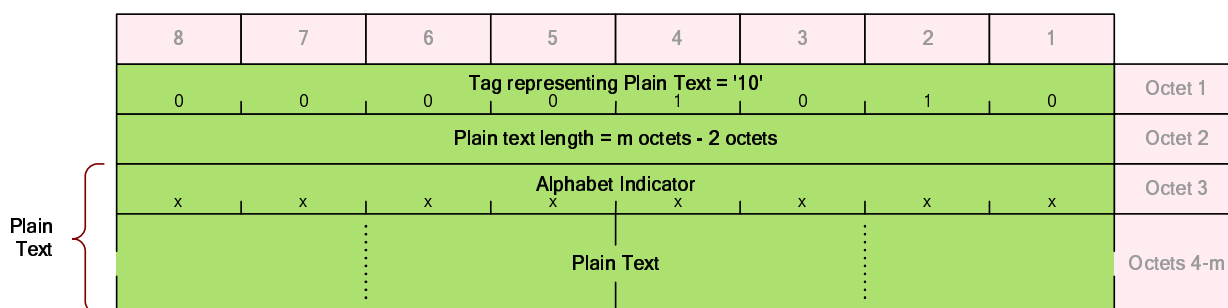 8 7 6 5 4 3 2 1
Tag representing Plain Text = '10'
0 0 0 0 1 0 1 0
Octet 1
Plain text length = m octets - 2 octets
Octet 2
Alphabet Indicator
x x x x x x x x
Octet 3
Plain
Text
Plain Text
Octets 4-m